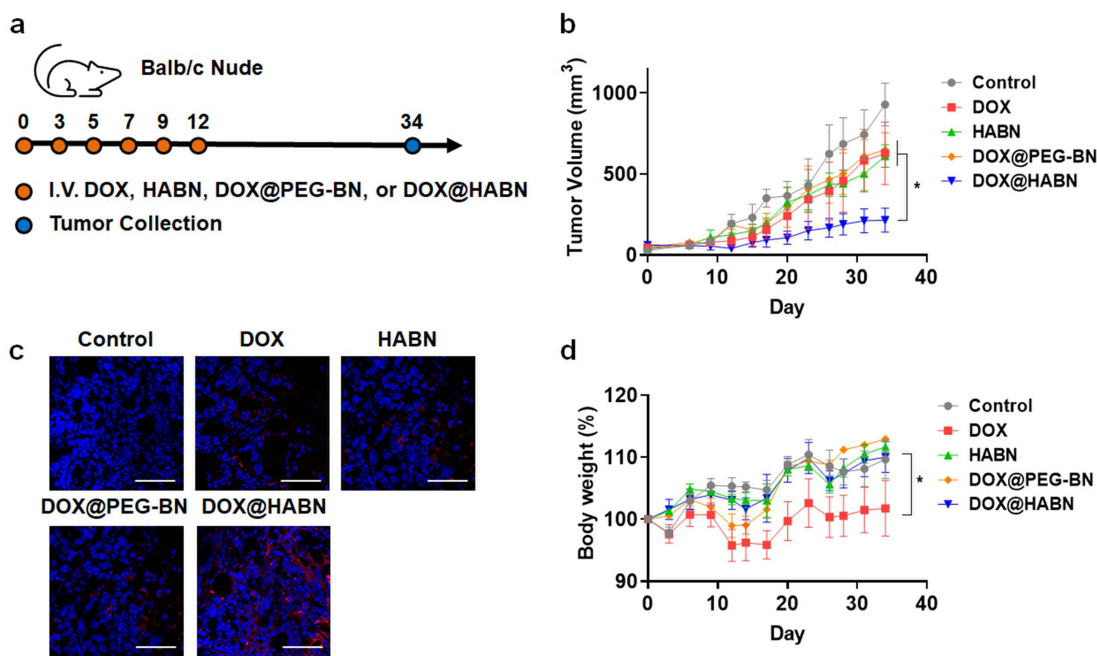 a
Balb/c Nude
0 3 5 7 9 12 34
I.V. DOX, HABN, DOX@PEG-BN, or DOX@HABN
Tumor Collection
b
Tumor Volume (mm³)
1000
500
0
0 10 20 30 40
Day
Control
DOX
HABN
DOX@PEG-BN
DOX@HABN
*
c
Control DOX HABN
DOX@PEG-BN DOX@HABN
d
Body weight (%)
120
110
100
90
0 10 20 30 40
Day
Control
DOX
HABN
DOX@PEG-BN
DOX@HABN
*